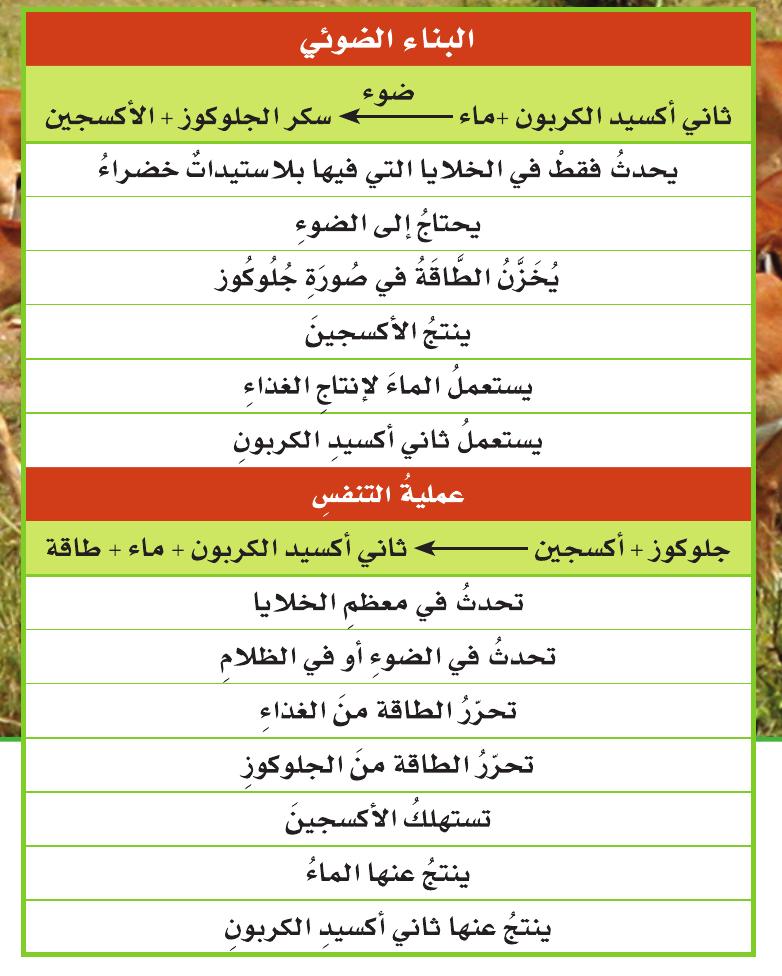 البناء الضوئي
ضوء
ثاني أكسيد الكربون +ماء ← سكر الجلوكوز + الأكسجين
يحدثُ فقطْ في الخلايا التي فيها بلاستيداتٌ خضراءُ
يحتاجُ إلى الضوءِ
يُخَزَّنُ الطَّاقَةُ في صُورَةِ جُلُوكُوز
ينتجُ الأكسجينَ
يستعملُ الماءَ لإنتاجِ الغذاءِ
يستعملُ ثاني أكسيدِ الكربونِ
عمليةُ التنفسِ
جلوكوز + أكسجين ← ثاني أكسيد الكربون + ماء + طاقة
تحدثُ في معظمِ الخلايا
تحدثُ في الضوءِ أو في الظلامِ
تحرّرُ الطاقة منَ الغذاءِ
تحرّرُ الطاقة منَ الجلوكوزِ
تستهلكُ الأكسجينَ
ينتجُ عنها الماءُ
ينتجُ عنها ثاني أكسيدِ الكربونِ